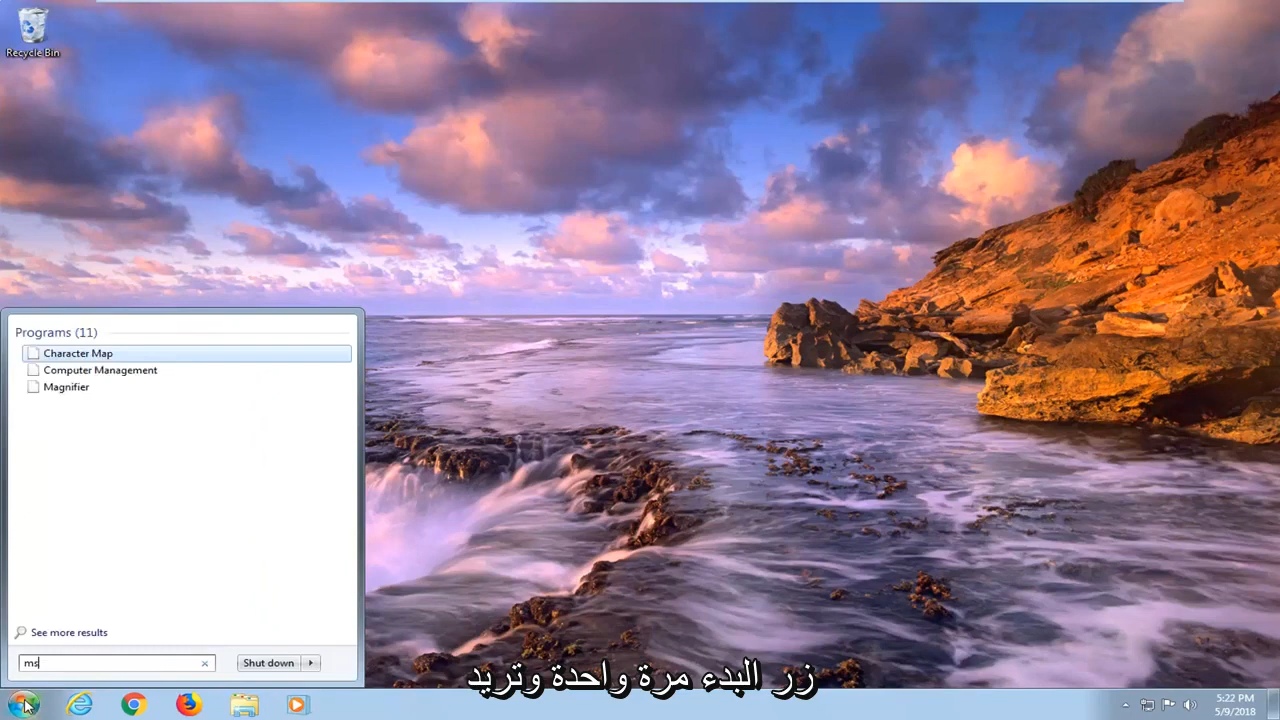 Recycle Bin
Programs (11)
Character Map
Computer Management
Magnifier
See more results
ms
Shut down
زر البدء مرة واحدة وتريد
5:22 PM
5/9/2018